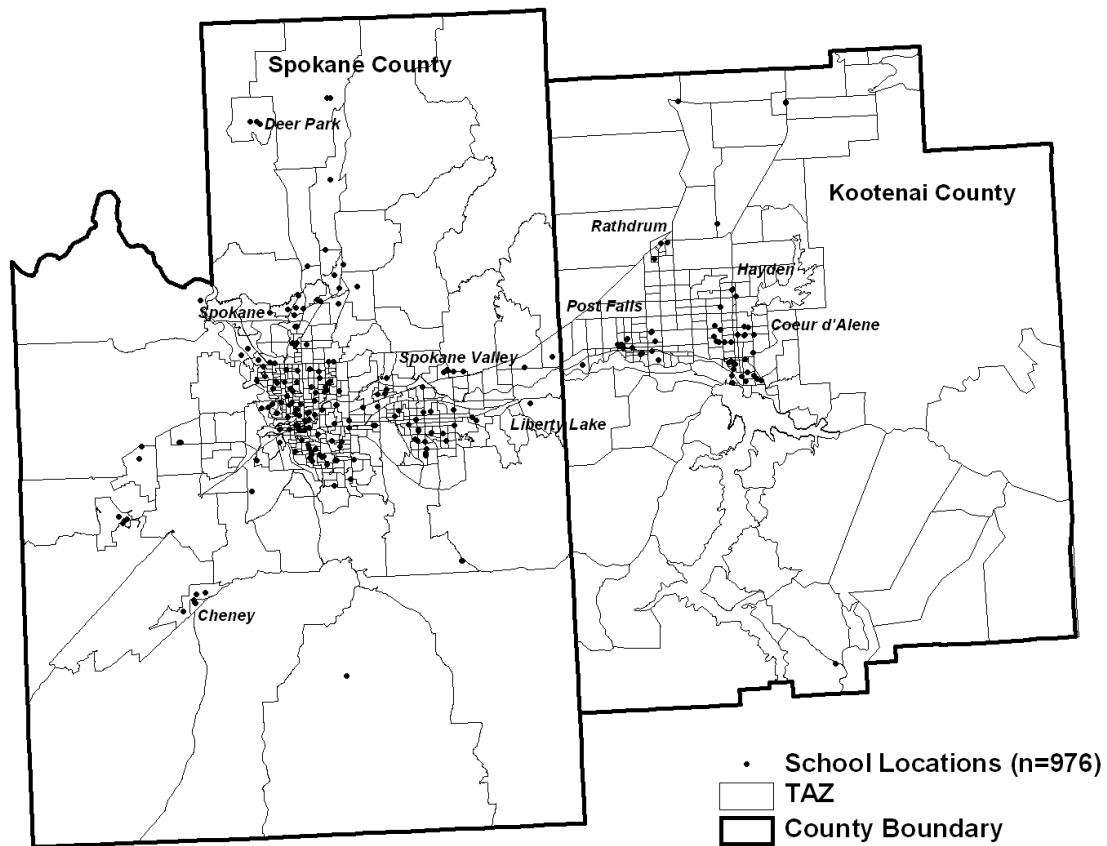 Spokane County
Deer Park
Kootenai County
Rathdrum
Hayden
Post Falls
Spokane
Coeur d'Alene
Spokane Valley
Liberty Lake
Cheney
School Locations (n=976)
TAZ
County Boundary